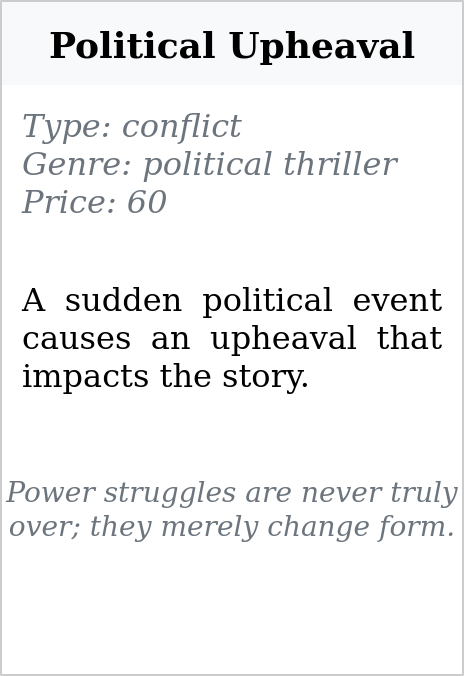 Political Upheaval
Type: conflict
Genre: political thriller
Price: 60
A sudden political event
causes an upheaval that
impacts the story.
Power struggles are never truly
over; they merely change form.